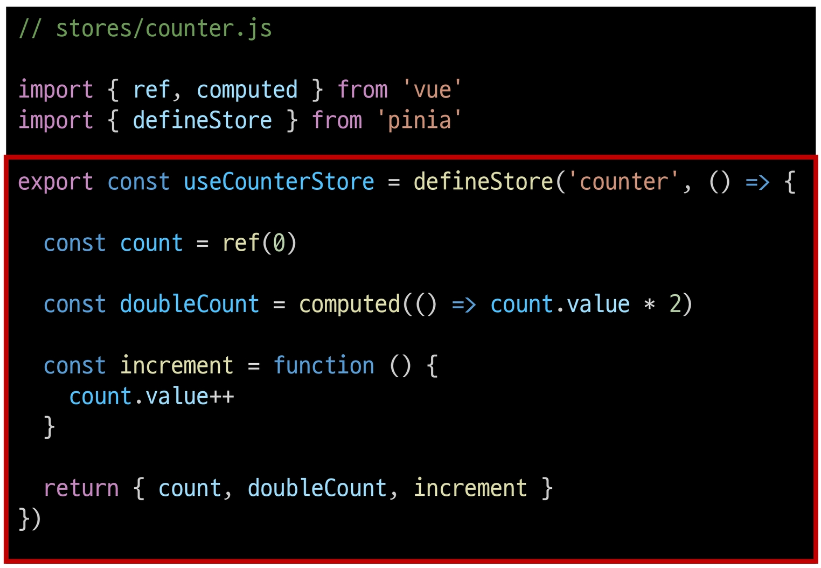 // stores/counter.js
import { ref, computed } from 'vue'
import { defineStore } from 'pinia'
export const useCounterStore = defineStore('counter', () => {
const count = ref(0)
const doubleCount = computed(() => count.value * 2)
const increment = function () {
count.value++
}
return { count, doubleCount, increment }
})